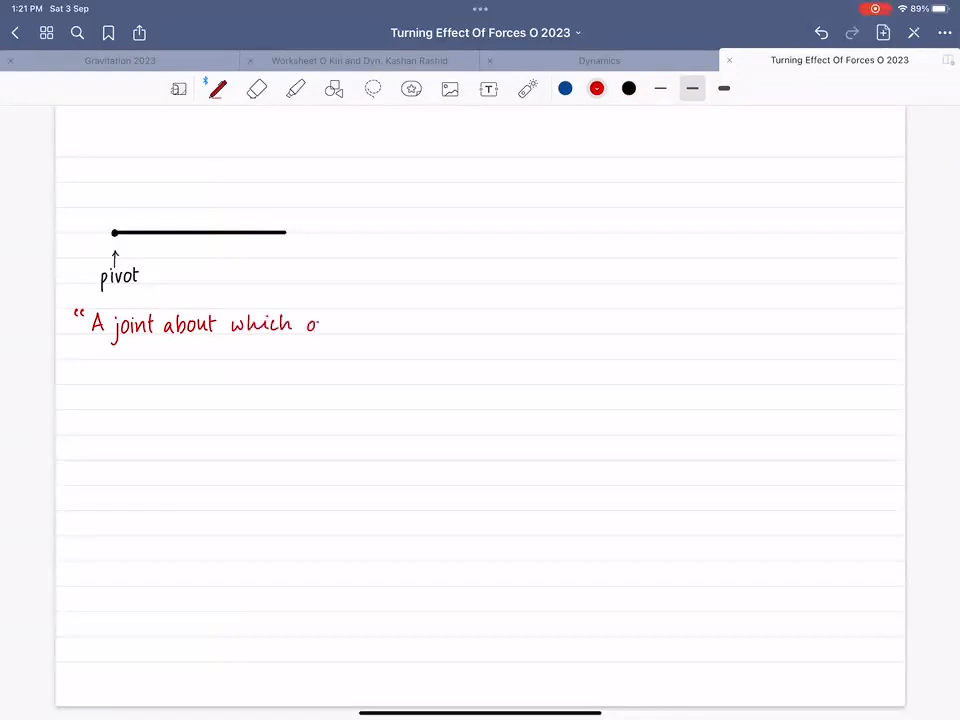 1:21 PM Sat 3 Sep
89%
Turning Effect Of Forces O 2023
Gravitation 2023
Worksheet O Kin and Dyn. Kashan Rashid
Dynamics
Turning Effect Of Forces O 2023
T
pivot
“A joint about which o